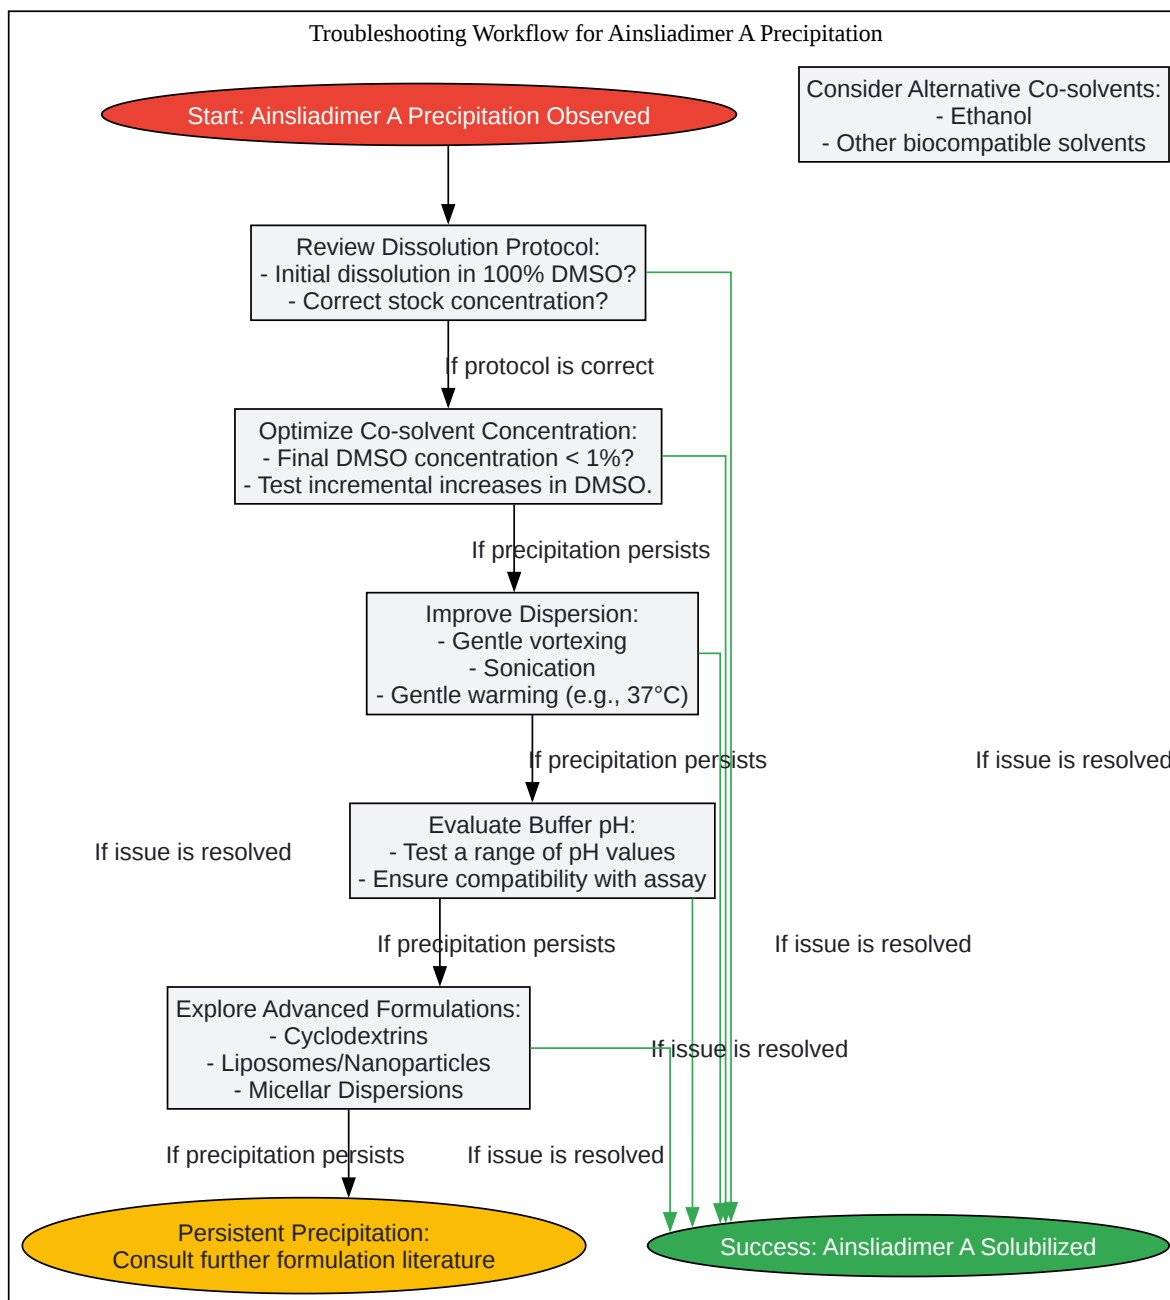 Troubleshooting Workflow for Ainsliadimer A Precipitation
Start: Ainsliadimer A Precipitation Observed
Consider Alternative Co-solvents:
- Ethanol
- Other biocompatible solvents
Review Dissolution Protocol:
- Initial dissolution in 100% DMSO?
- Correct stock concentration?
If protocol is correct
Optimize Co-solvent Concentration:
- Final DMSO concentration < 1%?
- Test incremental increases in DMSO.
If precipitation persists
Improve Dispersion:
- Gentle vortexing
- Sonication
- Gentle warming (e.g., 37°C)
If precipitation persists
If issue is resolved
Evaluate Buffer pH:
- Test a range of pH values
- Ensure compatibility with assay
If issue is resolved
If precipitation persists
If issue is resolved
Explore Advanced Formulations:
- Cyclodextrins
- Liposomes/Nanoparticles
- Micellar Dispersions
If issue is resolved
If precipitation persists
If issue is resolved
Persistent Precipitation:
Consult further formulation literature
Success: Ainsliadimer A Solubilized